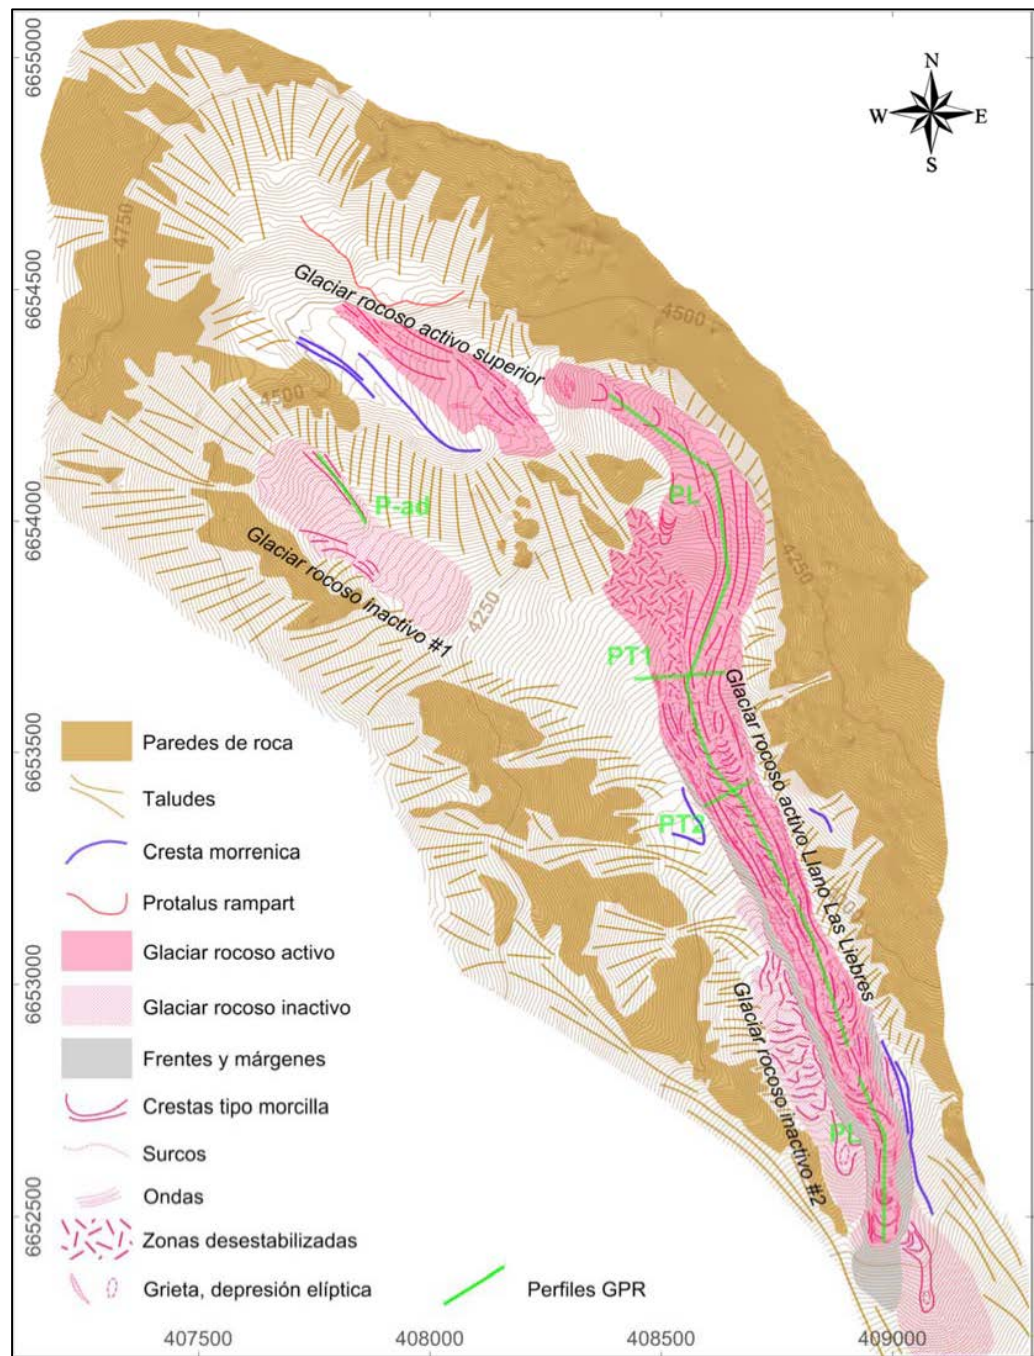 6655000
6654500
6654000
6653500
6653000
6652500
407500
408000
408500
409000
N
W
E
S
4750
4500
4500
4250
4250
Glaciar rocoso activo superior
Glaciar rocoso inactivo #1
Glaciar rocoso activo Llano Las Liebres
Glaciar rocoso inactivo #2
P-ad
PL
PT1
PT2
PL
Paredes de roca
Taludes
Cresta morrenica
Protalus rampart
Glaciar rocoso activo
Glaciar rocoso inactivo
Frentes y márgenes
Crestas tipo morcilla
Surcos
Ondas
Zonas desestabilizadas
Grieta, depresión elíptica
Perfiles GPR